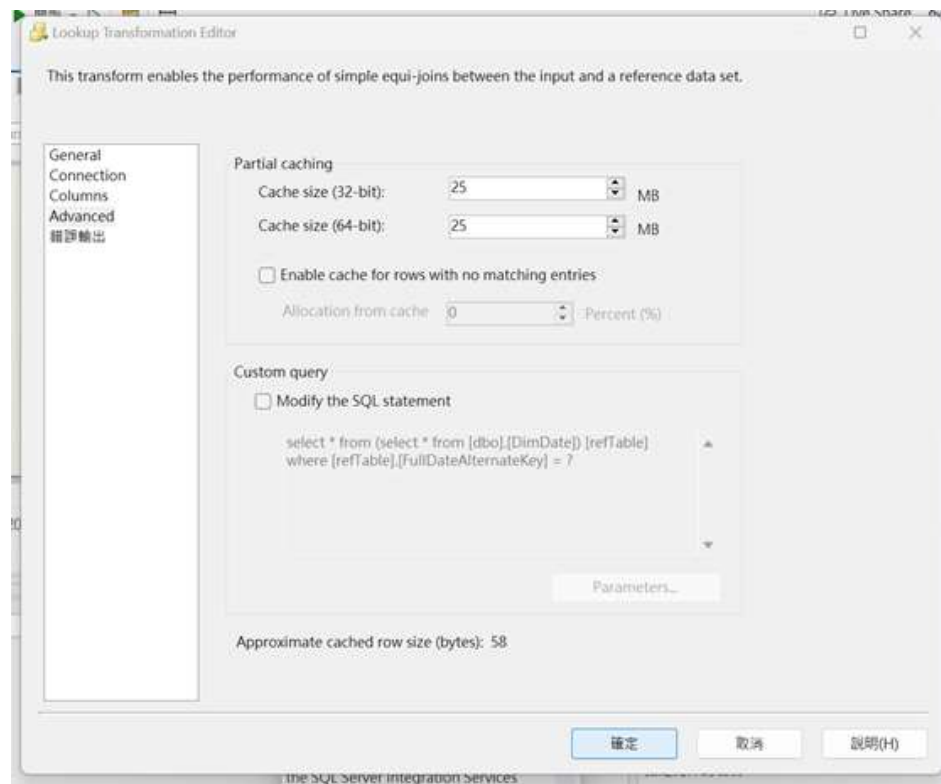 Live Share
Lookup Transformation Editor
This transform enables the performance of simple equi-joins between the input and a reference data set.
General
Connection
Columns
Advanced
錯誤輸出
Partial caching
Cache size (32-bit): 25 MB
Cache size (64-bit): 25 MB
Enable cache for rows with no matching entries
Allocation from cache 0 Percent (%)
Custom query
Modify the SQL statement
select * from (select * from [dbo].[DimDate]) [refTable]
where [refTable].[FullDateAlternateKey] = ?
Parameters...
Approximate cached row size (bytes): 58
確定 取消 說明(H)
the SQL Server Integration Services